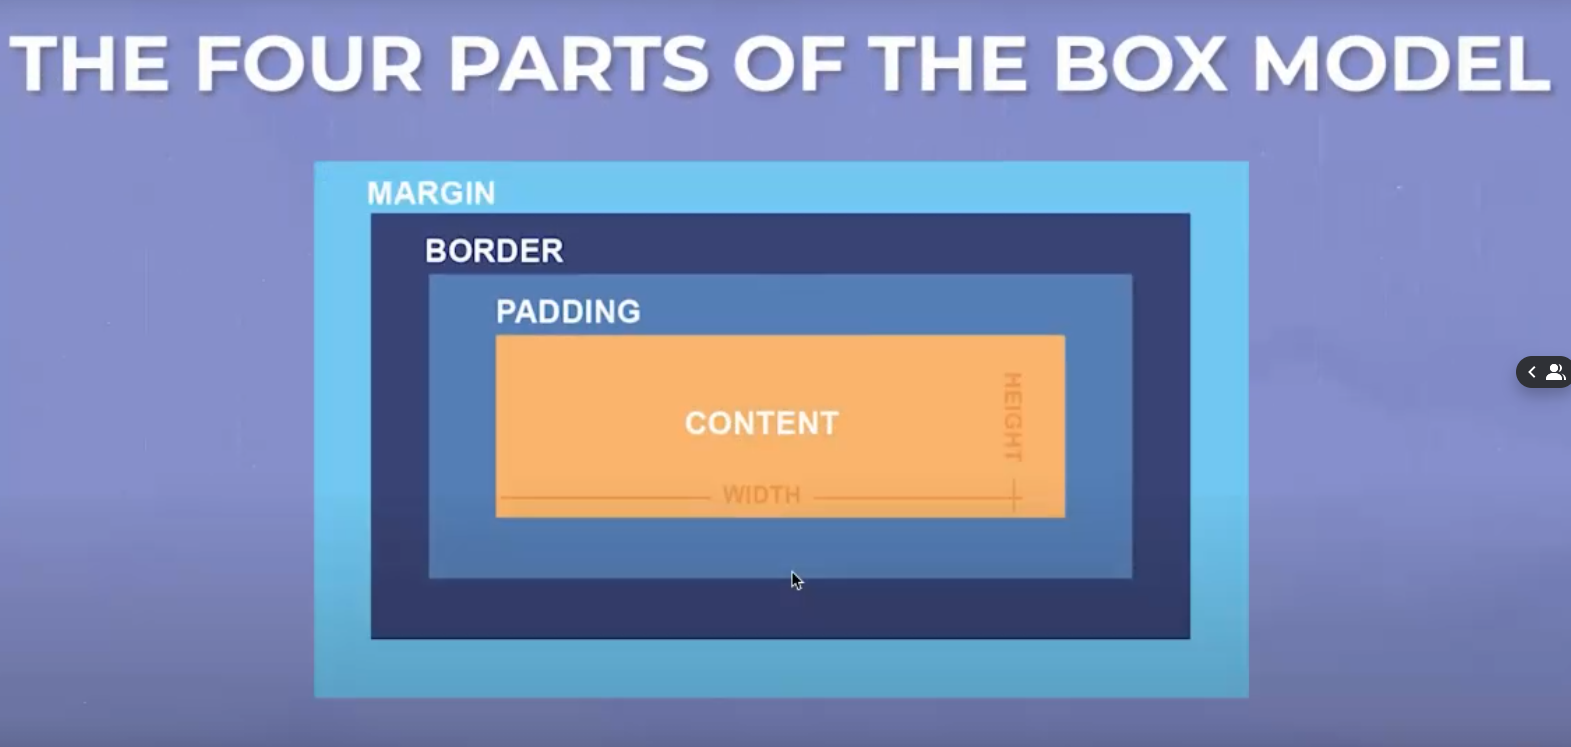 THE FOUR PARTS OF THE BOX MODEL
MARGIN
BORDER
PADDING
CONTENT
HEIGHT
WIDTH